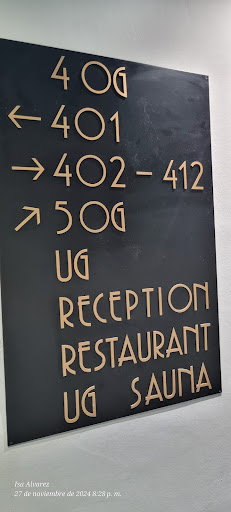 4 OG
← 401
→ 402 – 412
↗ 5 OG
UG
RECEPTION
RESTAURANT
UG SAUNA
Isa Alvarez
27 de noviembre de 2024 8:28 p. m.